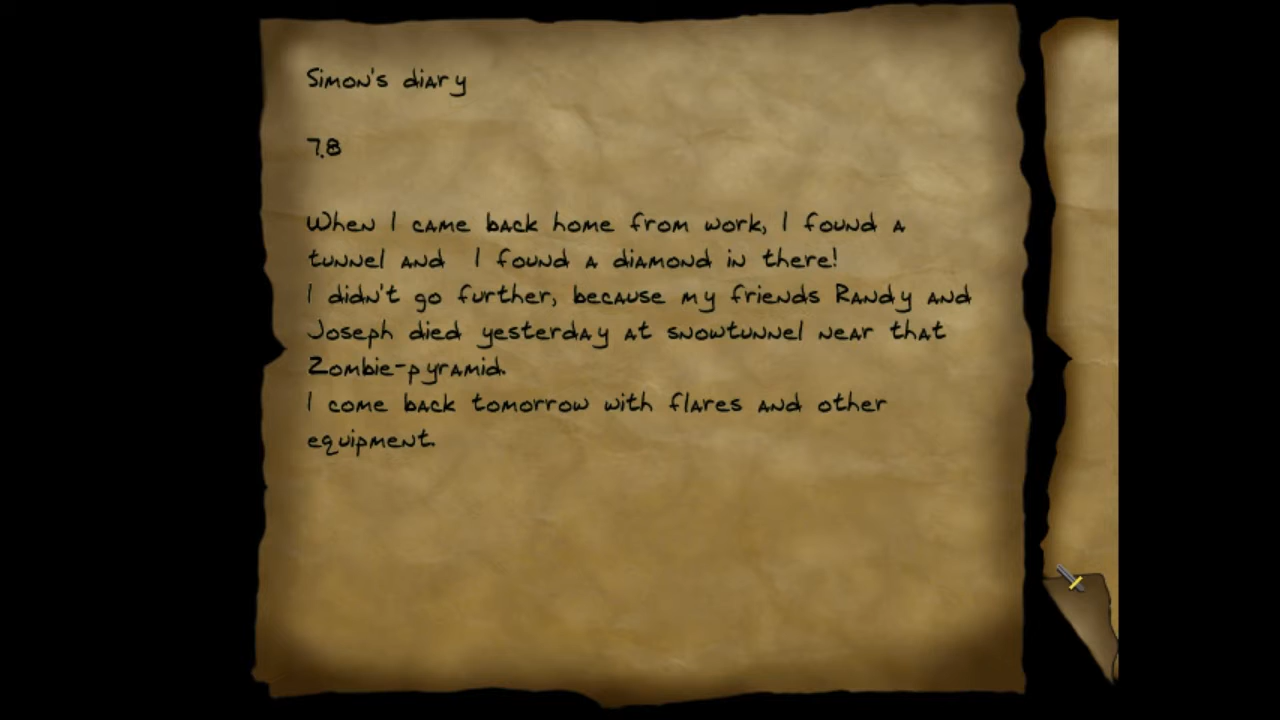 Simon's diary
7.8
When I came back home from work, I found a
tunnel and I found a diamond in there!
I didn't go further, because my friends Randy and
Joseph died yesterday at snowtunnel near that
Zombie-pyramid.
I come back tomorrow with flares and other
equipment.